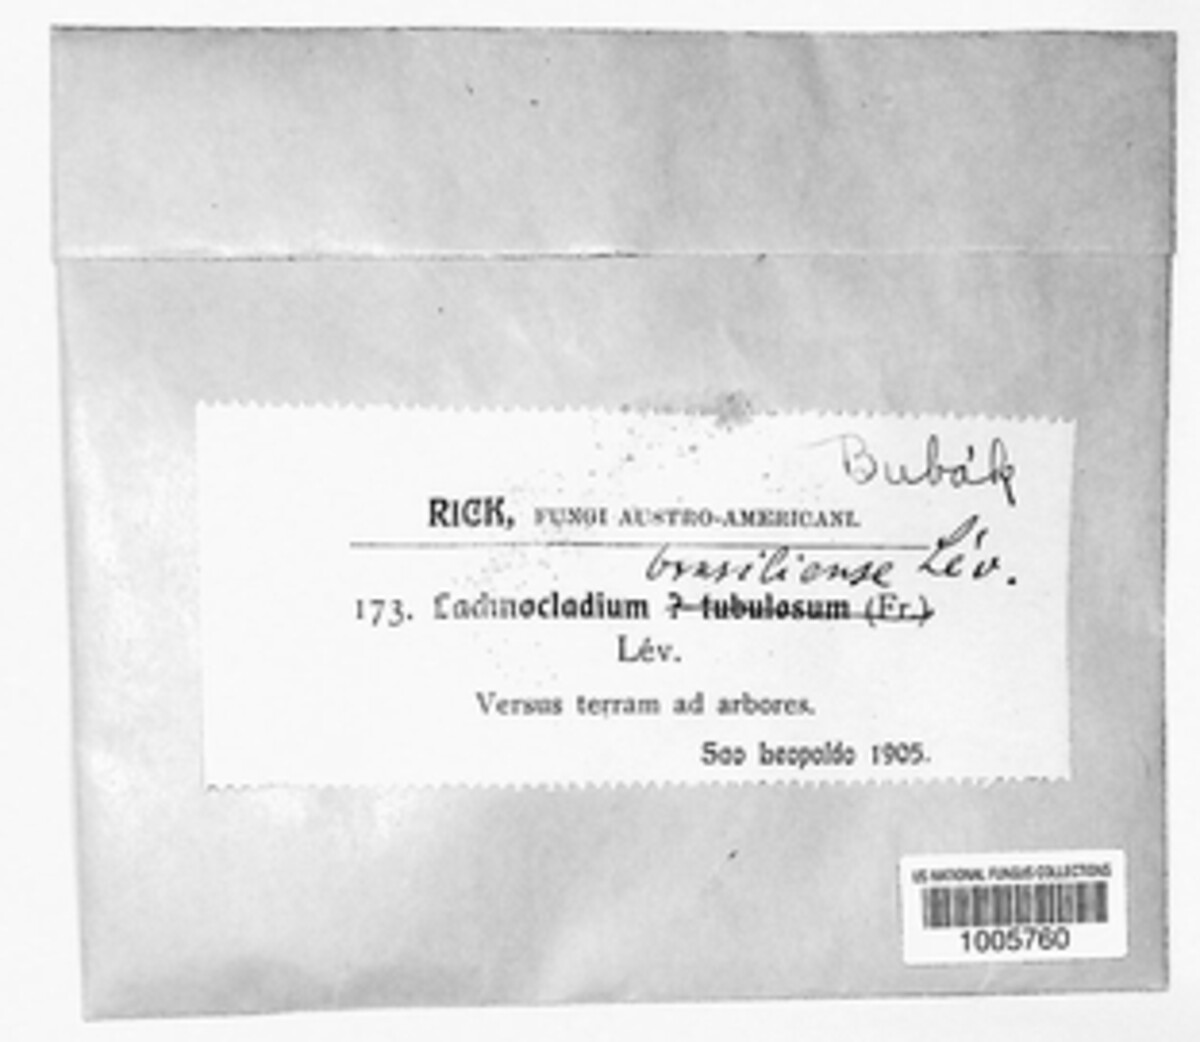 Bubák
RICK, FUNGI AUSTRO-AMERICANI.
brasiliense Lév.
173. Lachnocladium ? tubulosum (Fr.)
Lév.
Versus terram ad arbores.
Sao Leopoldo 1905.
US NATIONAL FUNGUS COLLECTIONS
1005760